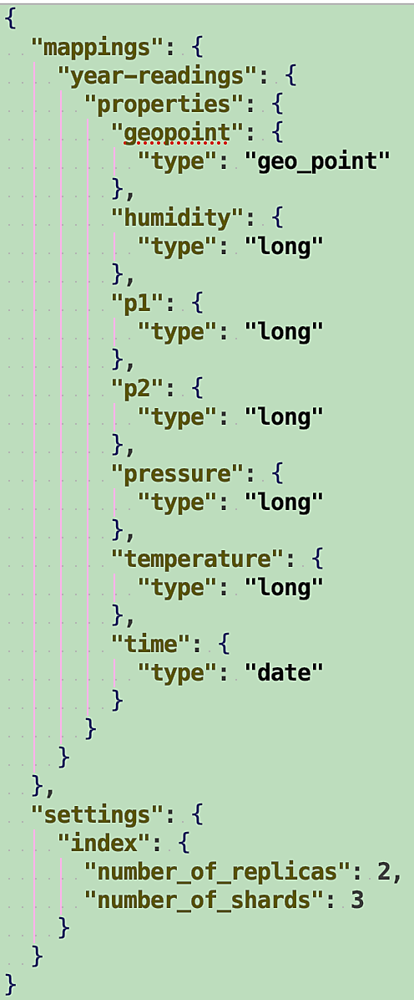 {
  "mappings": {
    "year-readings": {
      "properties": {
        "geopoint": {
          "type": "geo_point"
        },
        "humidity": {
          "type": "long"
        },
        "p1": {
          "type": "long"
        },
        "p2": {
          "type": "long"
        },
        "pressure": {
          "type": "long"
        },
        "temperature": {
          "type": "long"
        },
        "time": {
          "type": "date"
        }
      }
    }
  },
  "settings": {
    "index": {
      "number_of_replicas": 2,
      "number_of_shards": 3
    }
  }
}